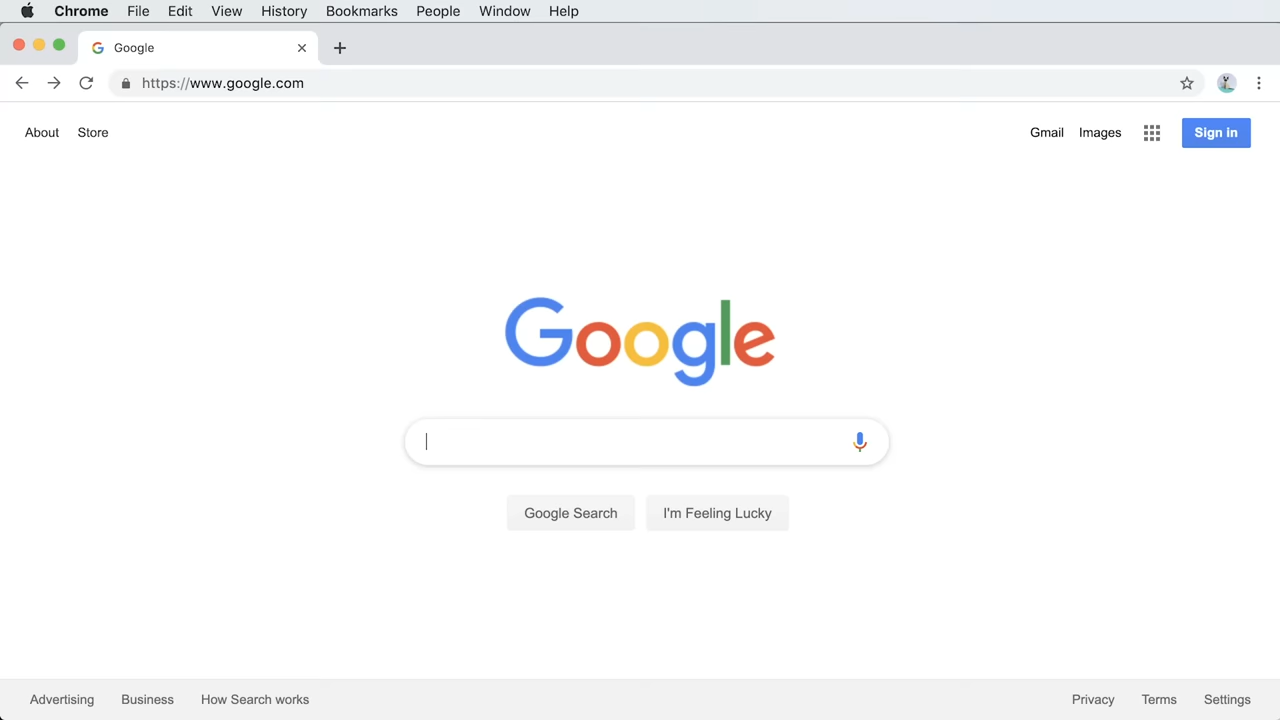 Chrome File Edit View History Bookmarks People Window Help
Google
https://www.google.com
About Store Gmail Images Sign in
Google
Google Search I'm Feeling Lucky
Advertising Business How Search works Privacy Terms Settings